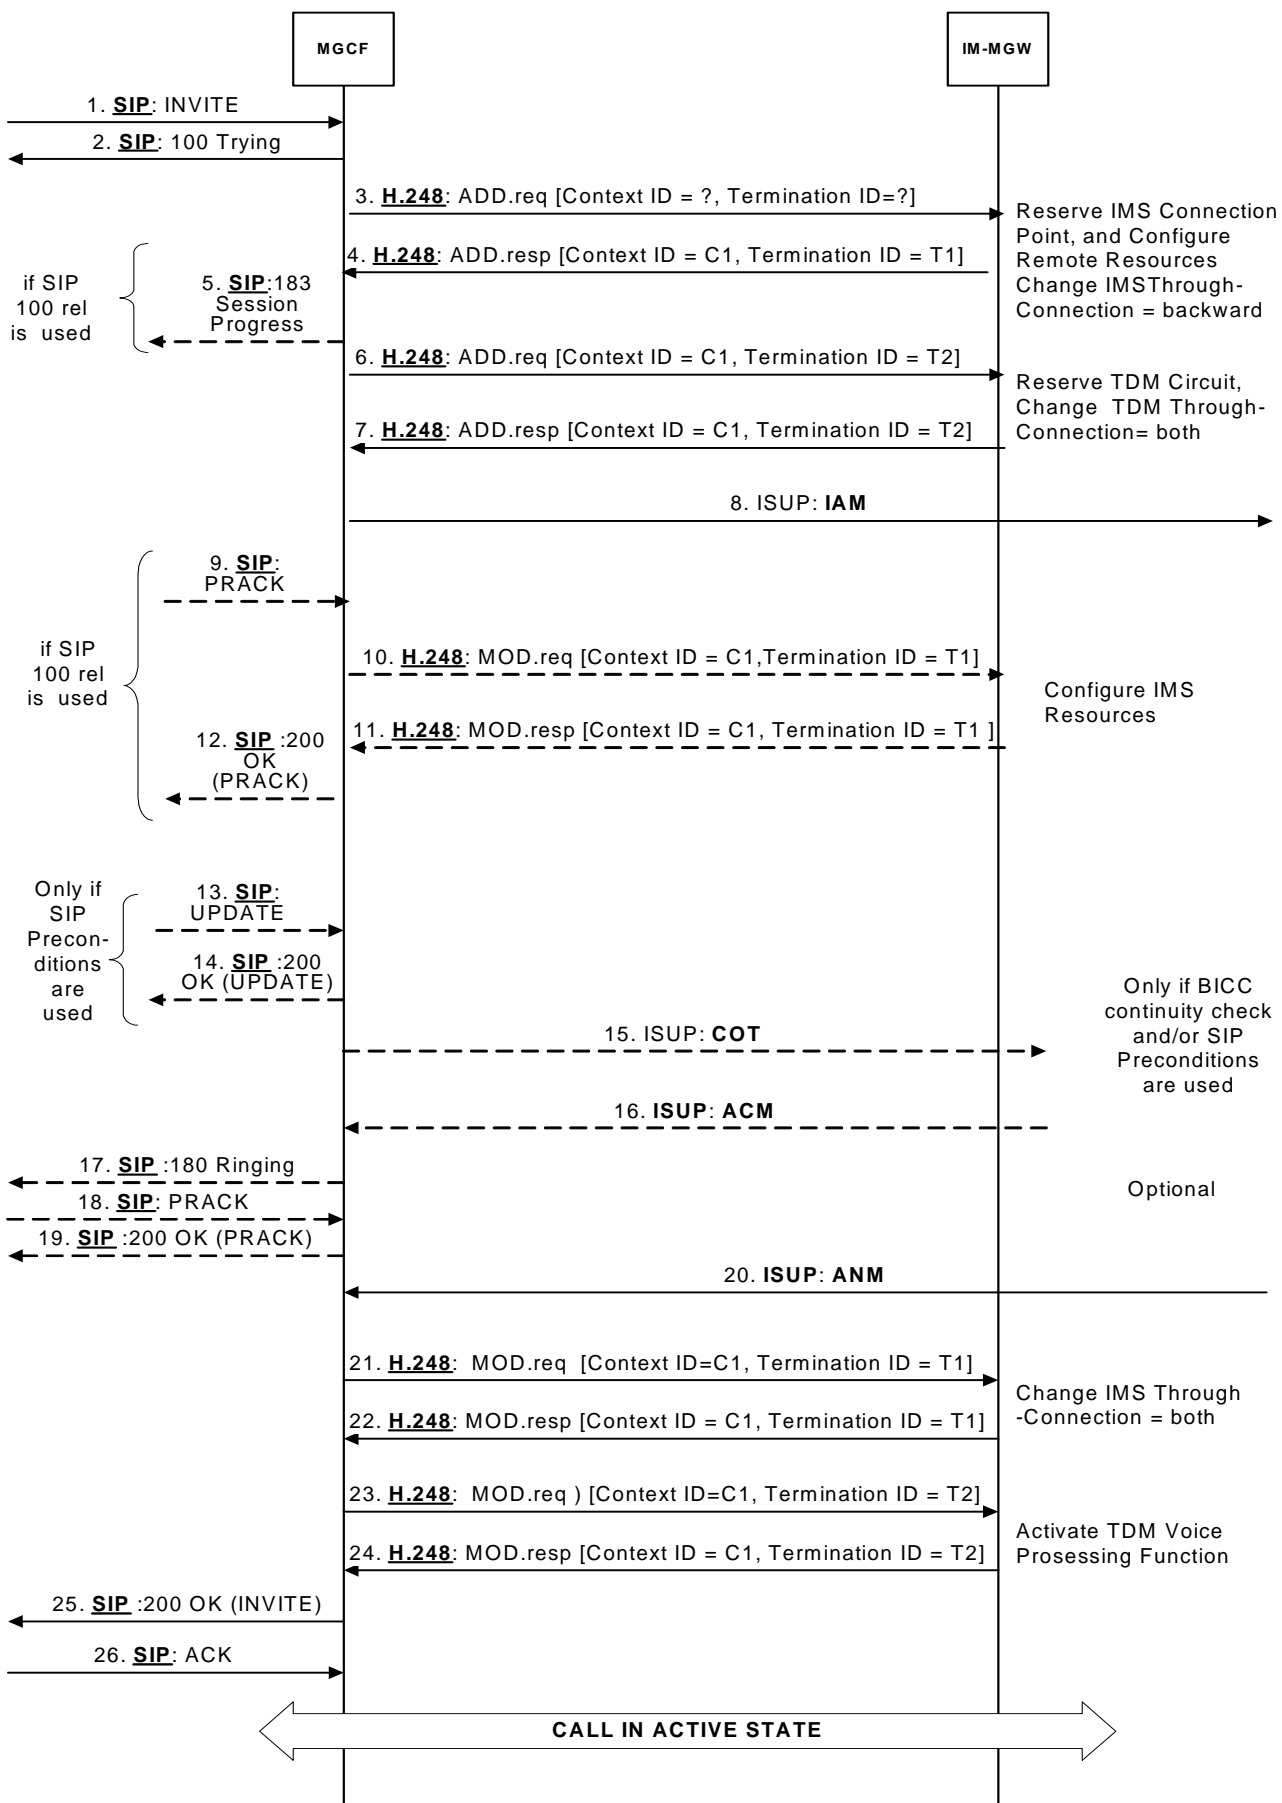 MGCF
IM-MGW
1. SIP: INVITE
2. SIP: 100 Trying
3. H.248: ADD.req [Context ID = ?, Termination ID=?]
Reserve IMS Connection
Point, and Configure
Remote Resources
Change IMSThrough-
Connection = backward
4. H.248: ADD.resp [Context ID = C1, Termination ID = T1]
if SIP
100 rel
is used
5. SIP:183
Session
Progress
6. H.248: ADD.req [Context ID = C1, Termination ID = T2]
Reserve TDM Circuit,
Change TDM Through-
Connection= both
7. H.248: ADD.resp [Context ID = C1, Termination ID = T2]
8. ISUP: IAM
9. SIP:
PRACK
if SIP
100 rel
is used
10. H.248: MOD.req [Context ID = C1,Termination ID = T1]
Configure IMS
Resources
11. H.248: MOD.resp [Context ID = C1, Termination ID = T1 ]
12. SIP :200
OK
(PRACK)
Only if
SIP
Precon-
ditions
are
used
13. SIP:
UPDATE
14. SIP :200
OK (UPDATE)
Only if BICC
continuity check
and/or SIP
Preconditions
are used
15. ISUP: COT
16. ISUP: ACM
17. SIP :180 Ringing
Optional
18. SIP: PRACK
19. SIP :200 OK (PRACK)
20. ISUP: ANM
21. H.248: MOD.req [Context ID=C1, Termination ID = T1]
Change IMS Through
-Connection = both
22. H.248: MOD.resp [Context ID = C1, Termination ID = T1]
23. H.248: MOD.req ) [Context ID=C1, Termination ID = T2]
Activate TDM Voice
Prosessing Function
24. H.248: MOD.resp [Context ID = C1, Termination ID = T2]
25. SIP :200 OK (INVITE)
26. SIP: ACK
CALL IN ACTIVE STATE